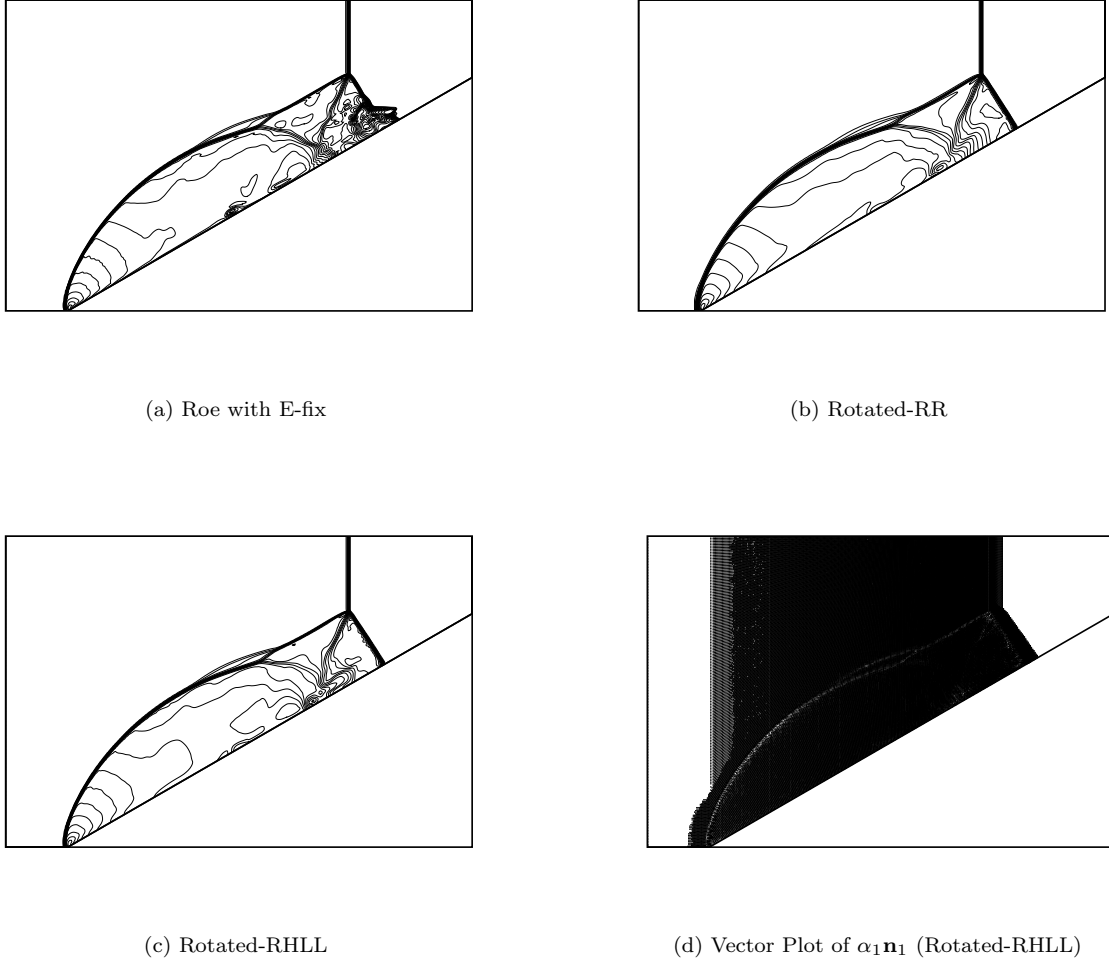 (a) Roe with E-fix
(b) Rotated-RR
(c) Rotated-RHLL
(d) Vector Plot of α₁n₁ (Rotated-RHLL)